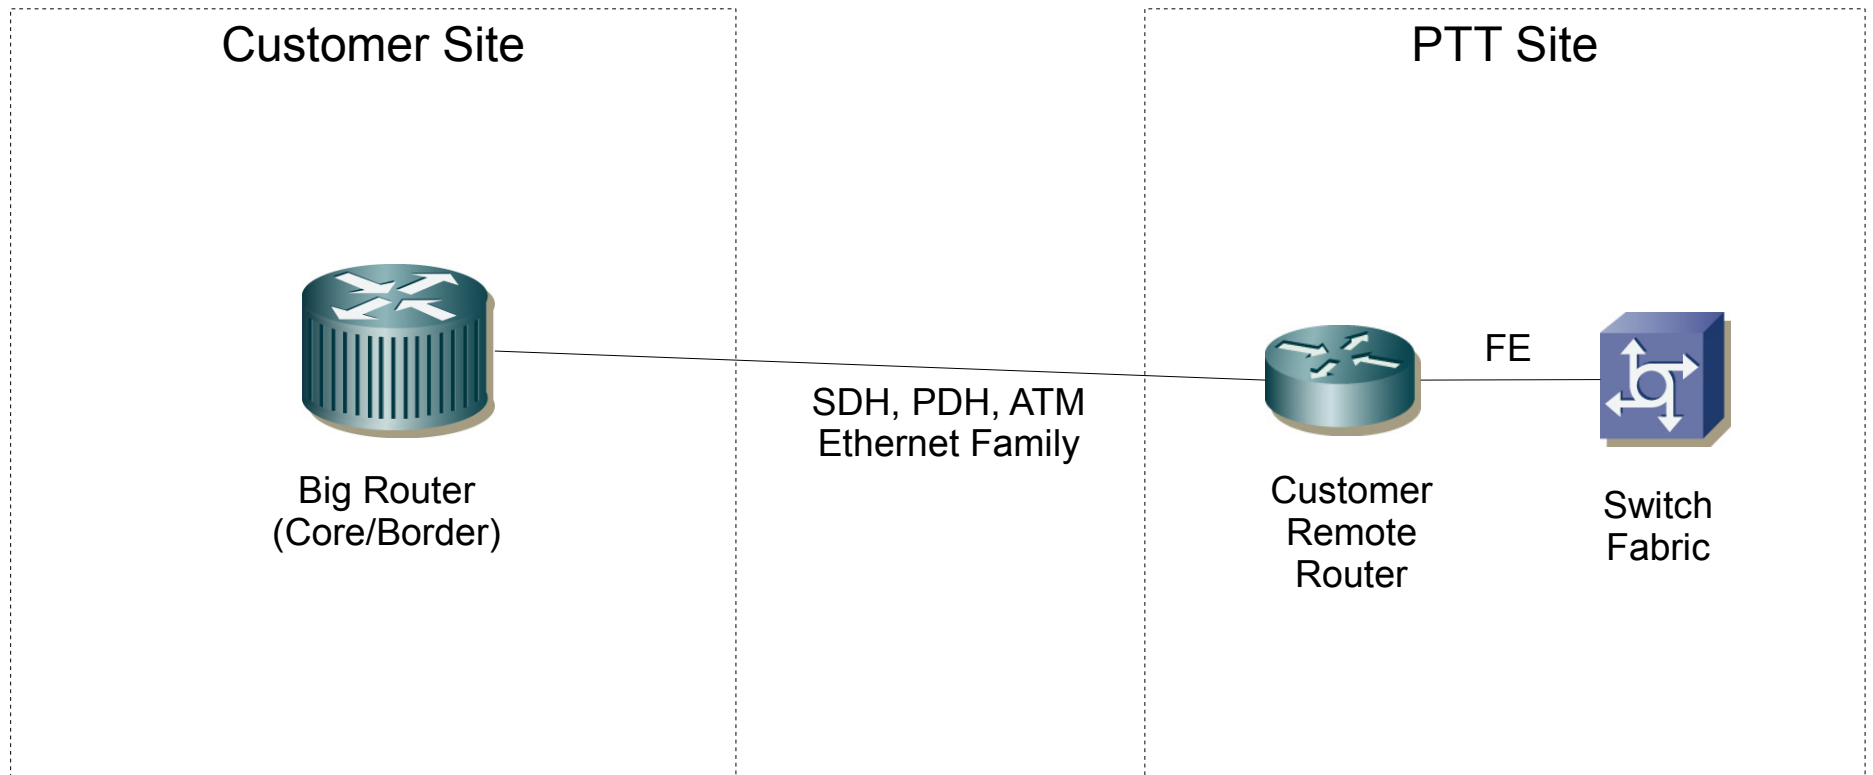 Customer Site
PTT Site
FE
SDH, PDH, ATM
Ethernet Family
Big Router
(Core/Border)
Customer
Remote
Router
Switch
Fabric